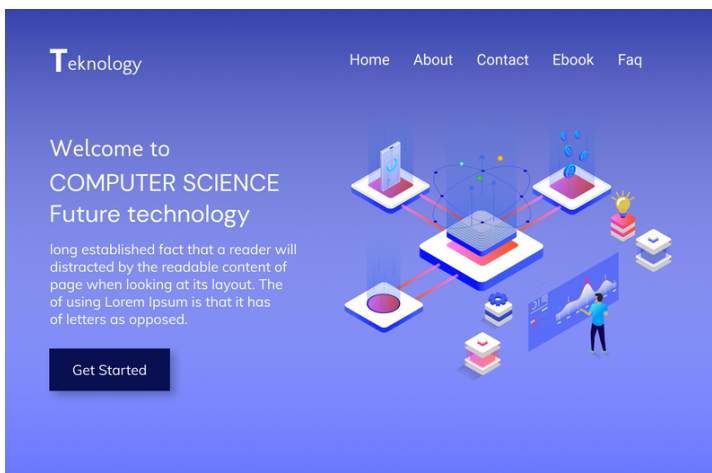 Teknology
Home About Contact Ebook Faq
Welcome to
COMPUTER SCIENCE
Future technology
long established fact that a reader will
distracted by the readable content of
page when looking at its layout. The
of using Lorem Ipsum is that it has
of letters as opposed.
Get Started